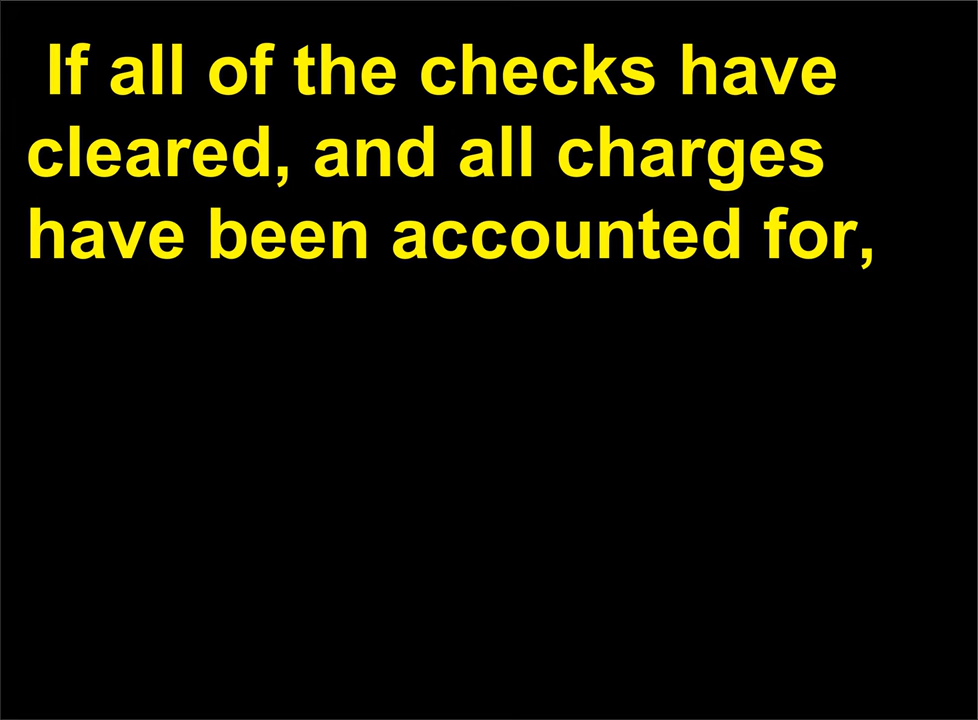 If all of the checks have
cleared, and all charges
have been accounted for,